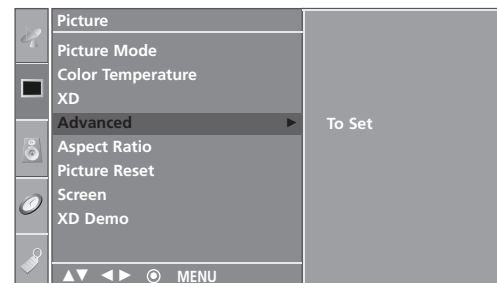 Picture
Picture Mode
Color Temperature
XD
Advanced ► To Set
Aspect Ratio
Picture Reset
Screen
XD Demo
▲▼ ◄► ◉ MENU